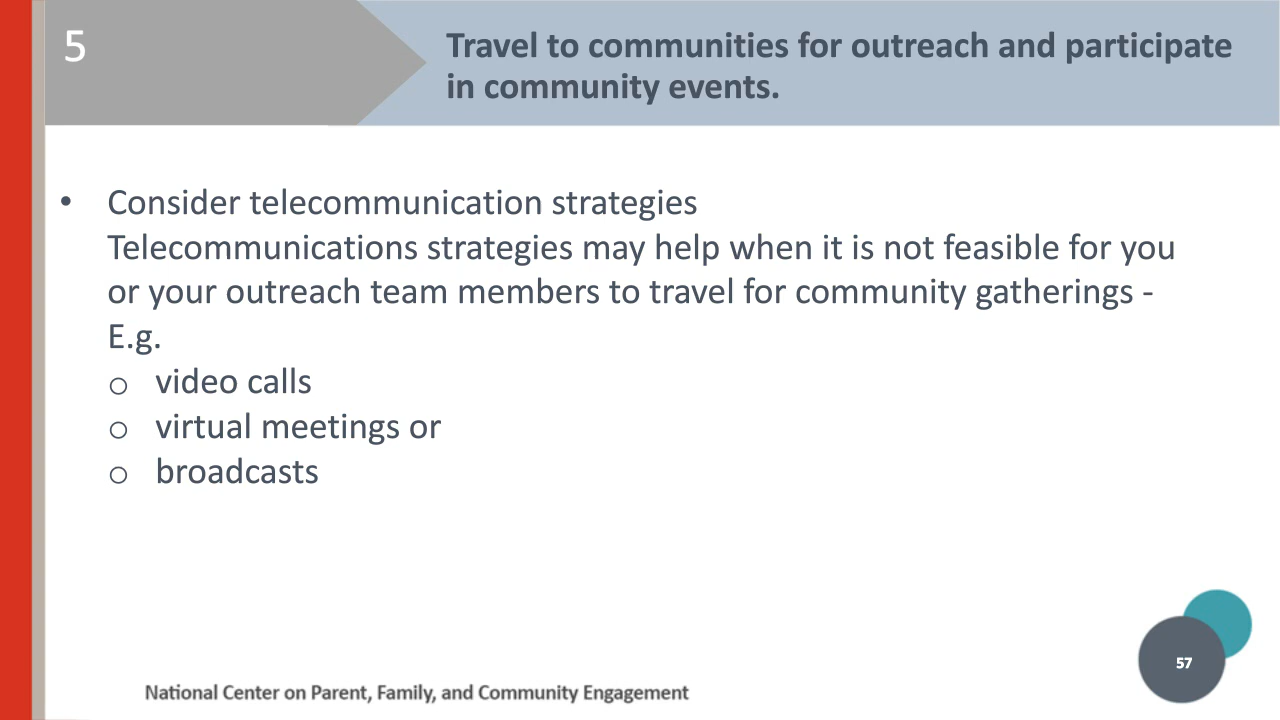 5
Travel to communities for outreach and participate
in community events.
• Consider telecommunication strategies
Telecommunications strategies may help when it is not feasible for you
or your outreach team members to travel for community gatherings -
E.g.
o video calls
o virtual meetings or
o broadcasts
57
National Center on Parent, Family, and Community Engagement